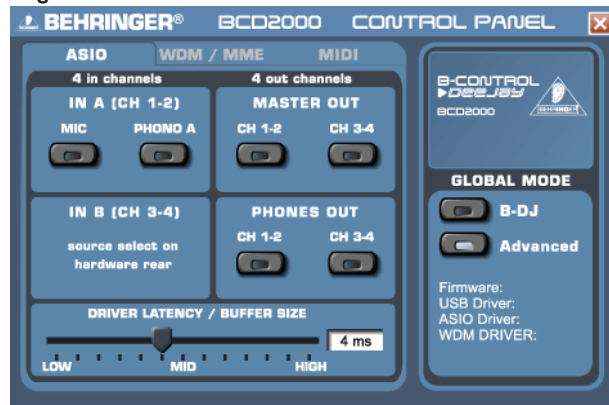 BEHRINGER® BCD2000 CONTROL PANEL
ASIO WDM / MME MIDI
4 in channels 4 out channels
IN A (CH 1-2)
MIC PHONO A
MASTER OUT
CH 1-2 CH 3-4
IN B (CH 3-4)
source select on
hardware rear
PHONES OUT
CH 1-2 CH 3-4
DRIVER LATENCY / BUFFER SIZE
4 ms
LOW MID HIGH
B-CONTROL
DEEJAY
BCD2000
BEHRINGER
GLOBAL MODE
B-DJ
Advanced
Firmware:
USB Driver:
ASIO Driver:
WDM DRIVER: